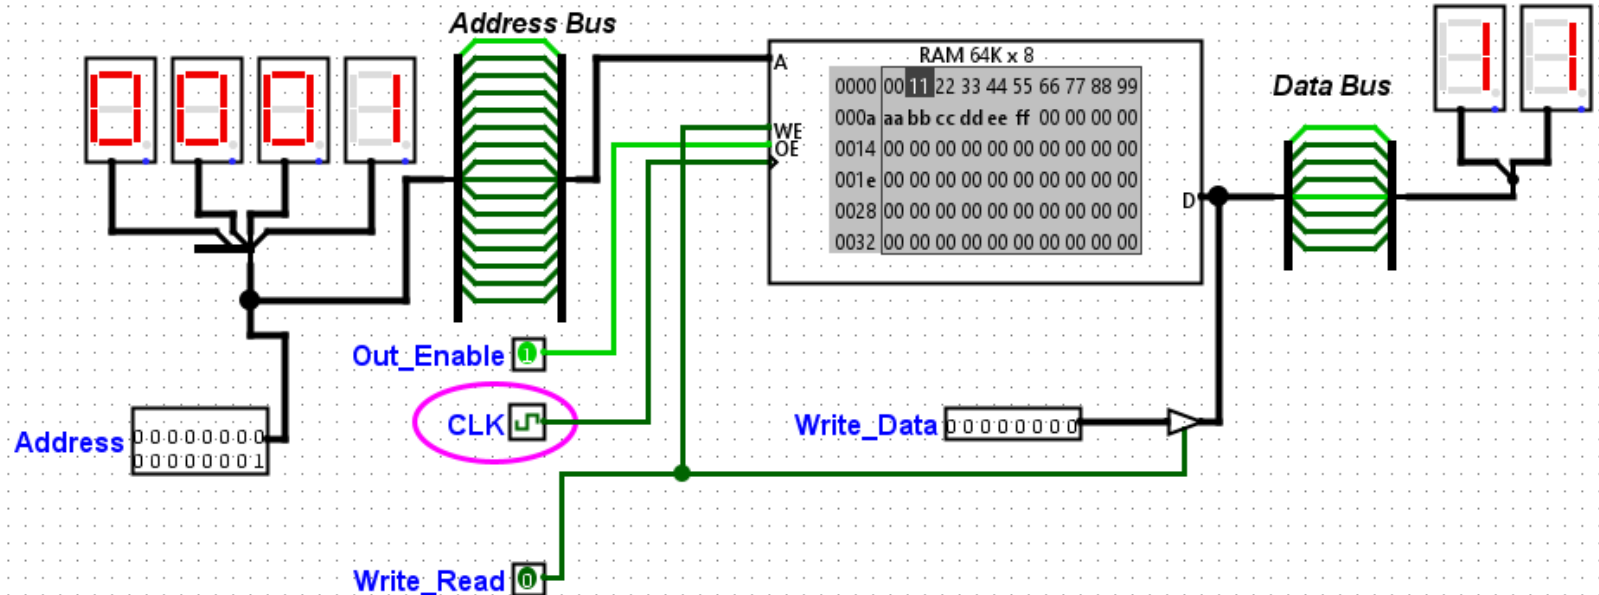 Address Bus
0001
11
RAM 64K x 8
A
0000 00 11 22 33 44 55 66 77 88 99
Data Bus
000a aa bb cc dd ee ff 00 00 00 00
WE
OE
0014 00 00 00 00 00 00 00 00 00 00
001e 00 00 00 00 00 00 00 00 00 00
D
0028 00 00 00 00 00 00 00 00 00 00
0032 00 00 00 00 00 00 00 00 00 00
Out_Enable 1
CLK
Write_Data 0 0 0 0 0 0 0 0
Address 0 0 0 0 0 0 0 0
0 0 0 0 0 0 0 1
Write_Read 0